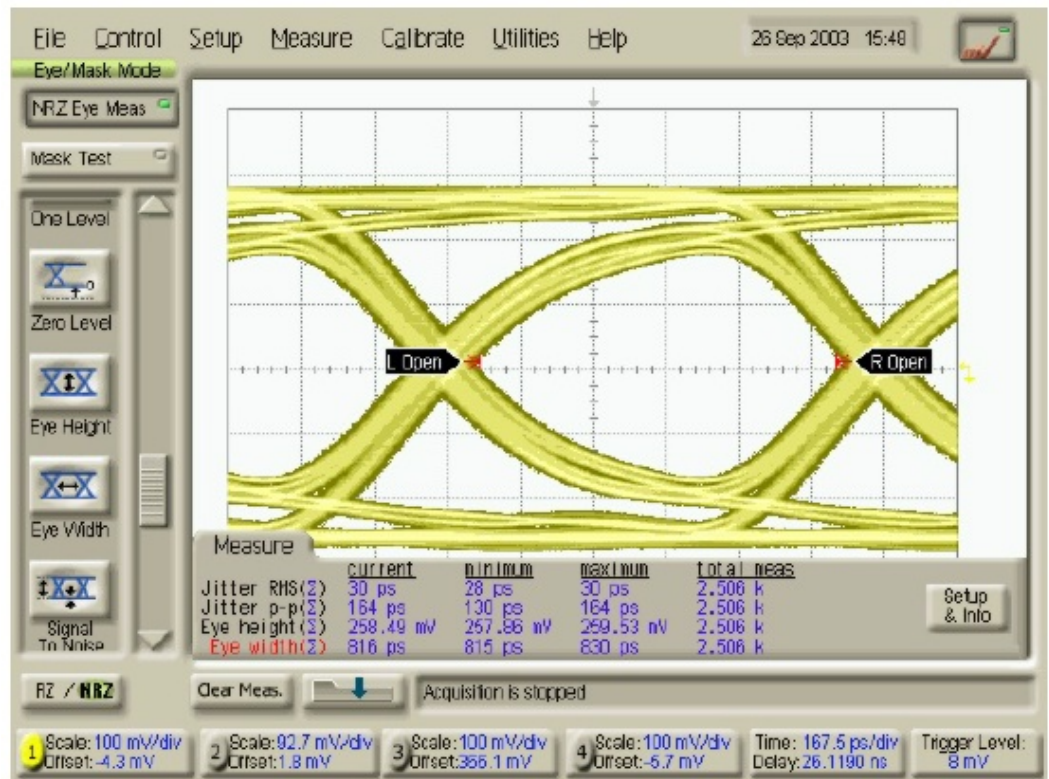 File Control Setup Measure Calibrate Utilities Help 26 Sep 2003 15:48
Eye/Mask Mode
NRZ Eye Meas
Mask Test
One Level
Zero Level
Eye Height
Eye Width
Signal
To Noise
L Open
R Open
Measure
current minimum maximum total meas
Jitter RMS(Σ) 30 ps 28 ps 30 ps 2.506 k
Jitter p-p(Σ) 164 ps 130 ps 164 ps 2.506 k
Eye height(Σ) 258.49 mV 257.86 mV 259.53 mV 2.506 k
Eye width(Σ) 816 ps 815 ps 830 ps 2.506 k
Setup
& Info
RZ / NRZ
Clear Meas.
Acquisition is stopped
1 Scale: 100 mV/div
Offset: -4.3 mV
2 Scale: 92.7 mV/div
Offset: 1.8 mV
3 Scale: 100 mV/div
Offset: 366.1 mV
4 Scale: 100 mV/div
Offset: -5.7 mV
Time: 167.5 ps/div
Delay: 26.1190 ns
Trigger Level:
8 mV